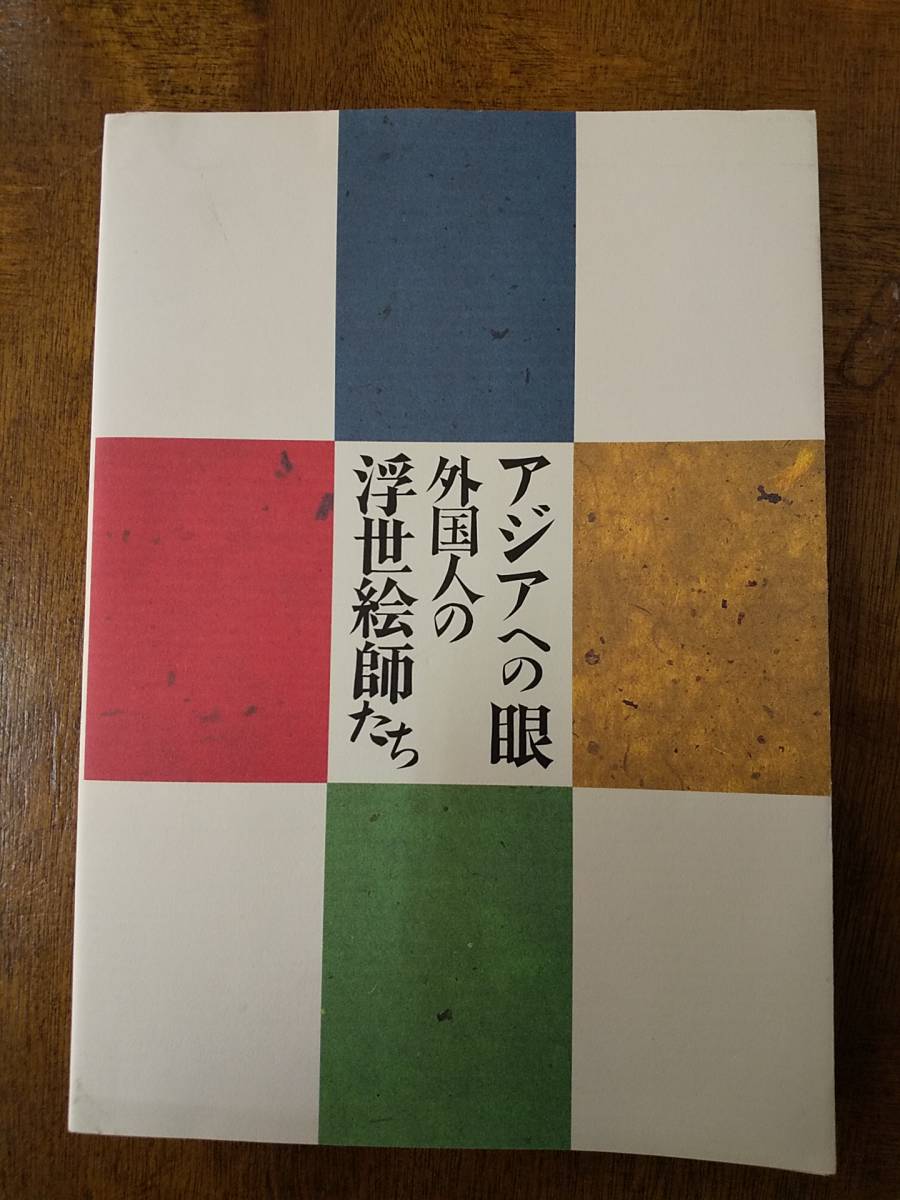 アジアへの眼
外国人の
浮世絵師たち